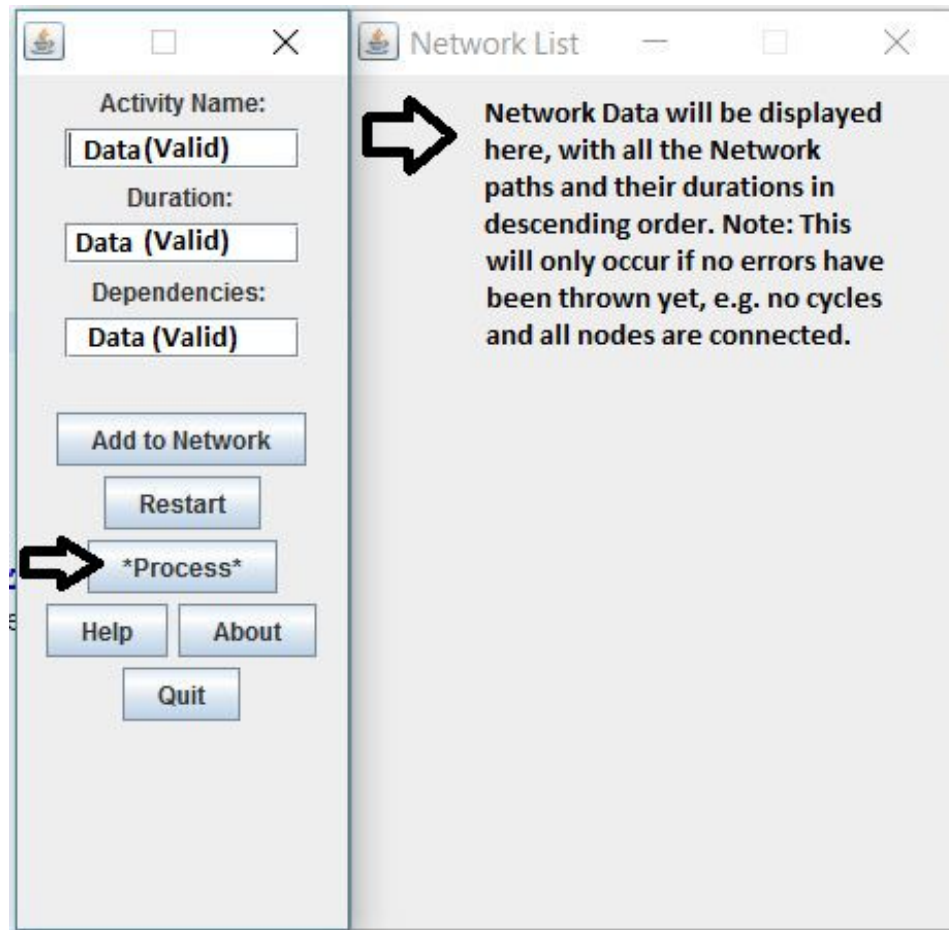 Network List
Activity Name:
Data (Valid)
Duration:
Data (Valid)
Dependencies:
Data (Valid)
Add to Network
Restart
*Process*
Help
About
Quit
Network Data will be displayed
here, with all the Network
paths and their durations in
descending order. Note: This
will only occur if no errors have
been thrown yet, e.g. no cycles
and all nodes are connected.